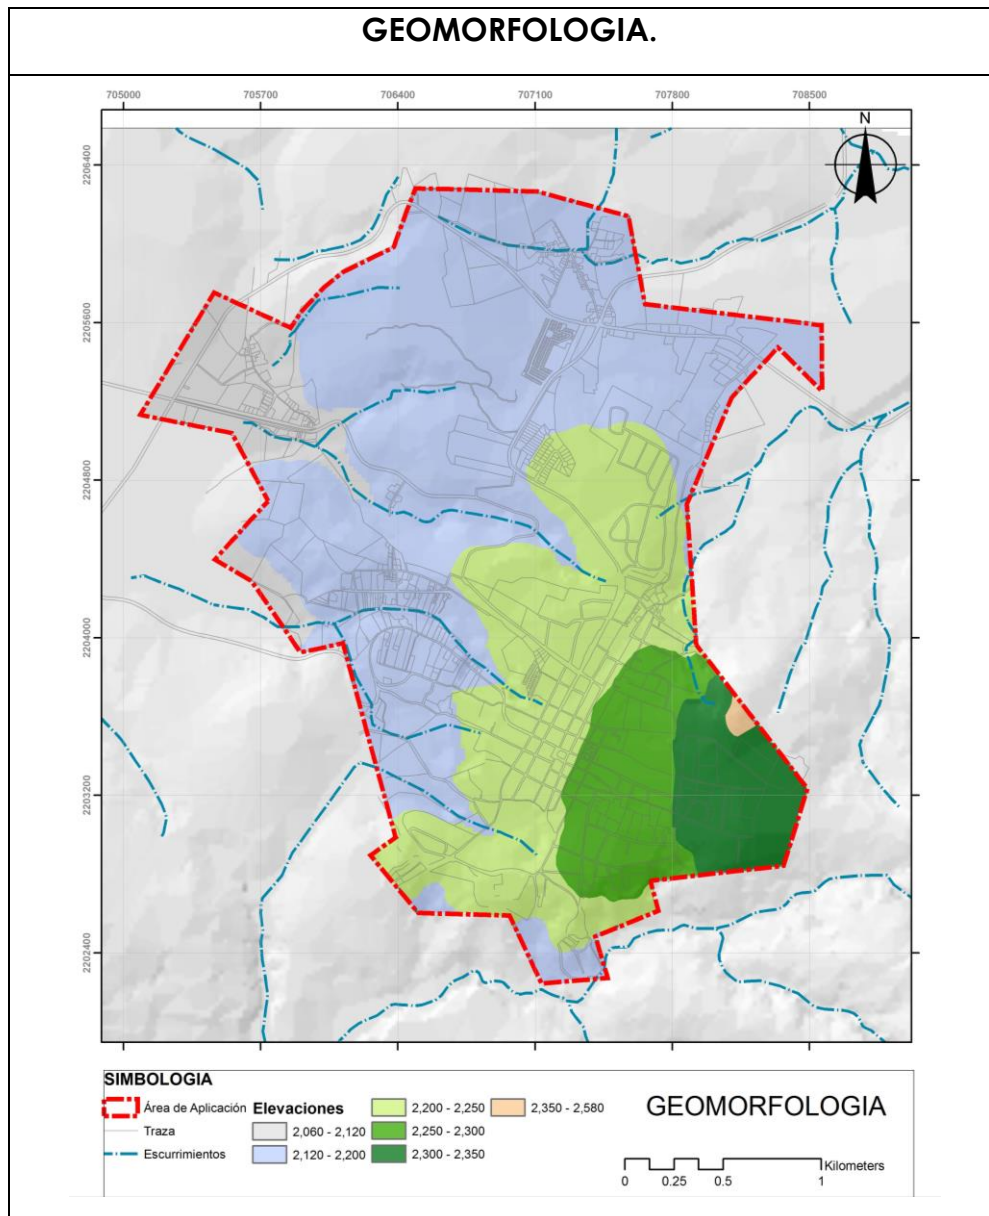 GEOMORFOLOGIA.
705000 705700 706400 707100 707800 708500
N
2206400
2205600
2204800
2204000
2203200
2202400
SIMBOLOGIA
Área de Aplicación
Traza
Escurrimientos
Elevaciones
2,060 - 2,120
2,120 - 2,200
2,200 - 2,250
2,250 - 2,300
2,300 - 2,350
2,350 - 2,580
GEOMORFOLOGIA
Kilometers
0 0.25 0.5 1